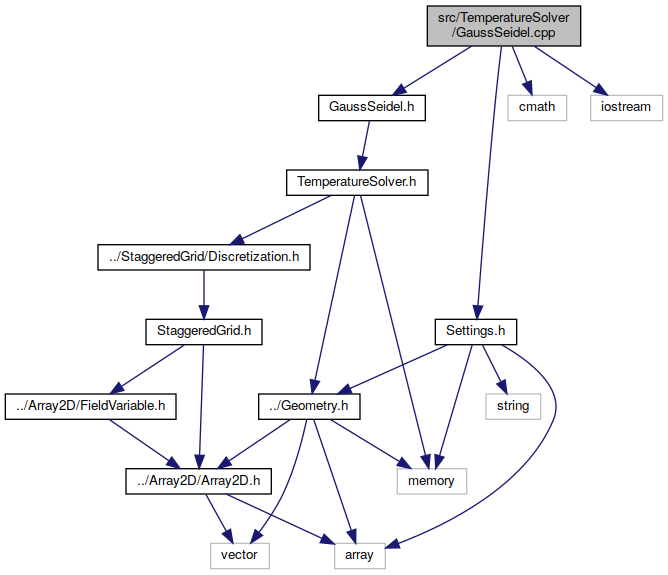 src/TemperatureSolver
/GaussSeidel.cpp
GaussSeidel.h
cmath
iostream
TemperatureSolver.h
../StaggeredGrid/Discretization.h
StaggeredGrid.h
Settings.h
../Array2D/FieldVariable.h
../Geometry.h
string
../Array2D/Array2D.h
memory
vector
array